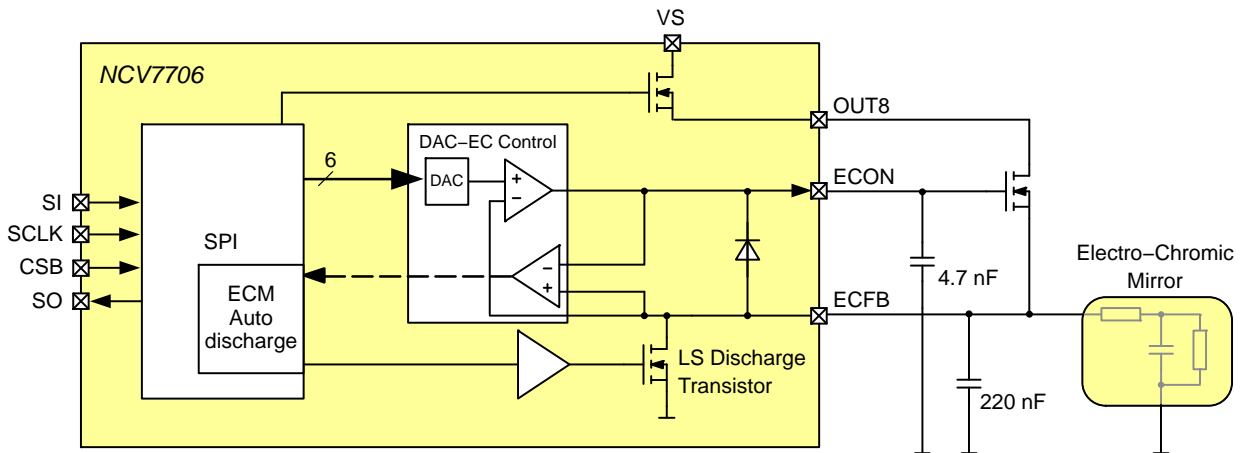 VS
NCV7706
OUT8
DAC−EC Control
6
DAC
+
−
ECON
SI
SCLK
SPI
CSB
SO
ECM
Auto
discharge
−
+
4.7 nF
Electro−Chromic
Mirror
ECFB
LS Discharge
Transistor
220 nF